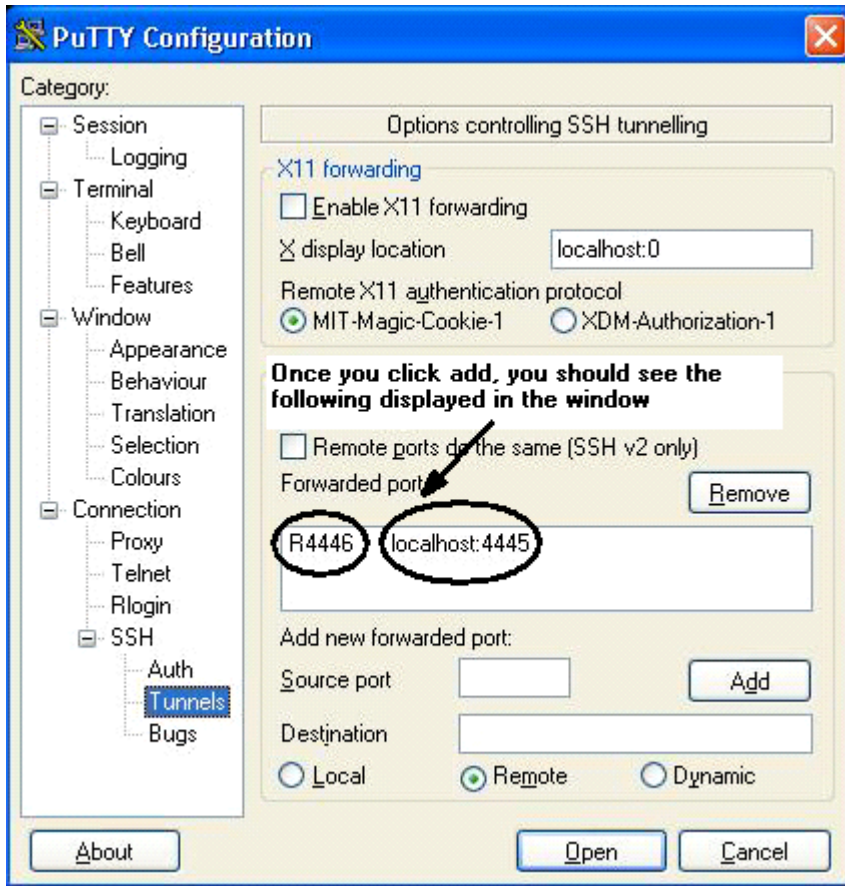 PuTTY Configuration
Category:
Session
Logging
Terminal
Keyboard
Bell
Features
Window
Appearance
Behaviour
Translation
Selection
Colours
Connection
Proxy
Telnet
Rlogin
SSH
Auth
Tunnels
Bugs
Options controlling SSH tunnelling
X11 forwarding
Enable X11 forwarding
X display location localhost:0
Remote X11 authentication protocol
MIT-Magic-Cookie-1 XDM-Authorization-1
Once you click add, you should see the
following displayed in the window
Remote ports do the same (SSH v2 only)
Forwarded ports
Remove
R4446 localhost:4445
Add new forwarded port:
Source port Add
Destination
Local Remote Dynamic
About Open Cancel